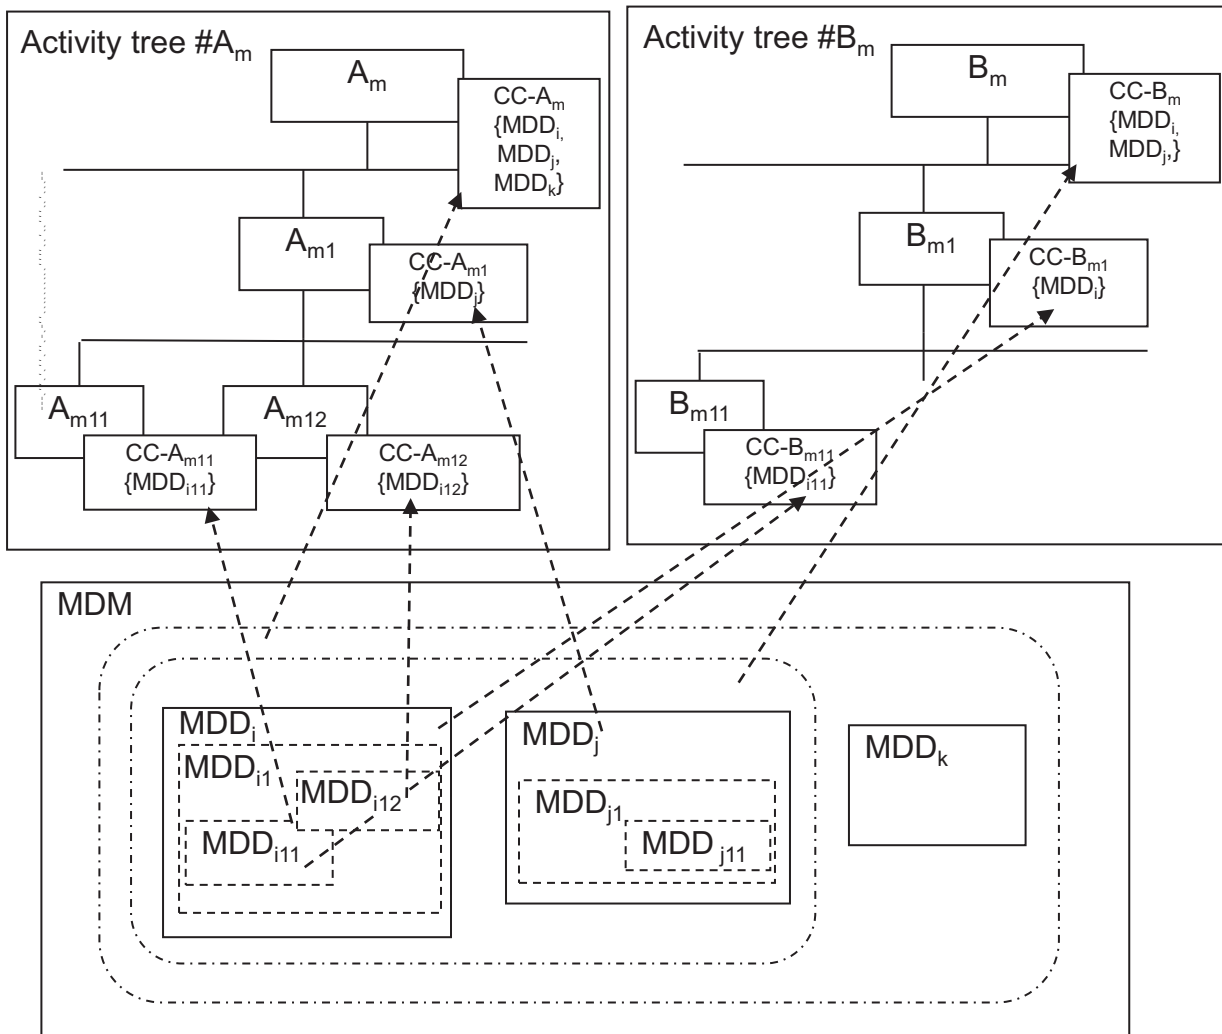 Activity tree #Aₘ
Aₘ
CC-Aₘ
{MDDᵢ,
MDDⱼ,
MDDₖ}
Aₘ₁
CC-Aₘ₁
{MDDⱼ}
Aₘ₁₁
Aₘ₁₂
CC-Aₘ₁₁
{MDDᵢ₁₁}
CC-Aₘ₁₂
{MDDᵢ₁₂}
Activity tree #Bₘ
Bₘ
CC-Bₘ
{MDDᵢ,
MDDⱼ,}
Bₘ₁
CC-Bₘ₁
{MDDᵢ}
Bₘ₁₁
CC-Bₘ₁₁
{MDDᵢ₁₁}
MDM
MDDᵢ
MDDᵢ₁
MDDᵢ₁₂
MDDᵢ₁₁
MDDⱼ
MDDⱼ₁
MDD ⱼ₁₁
MDDₖ